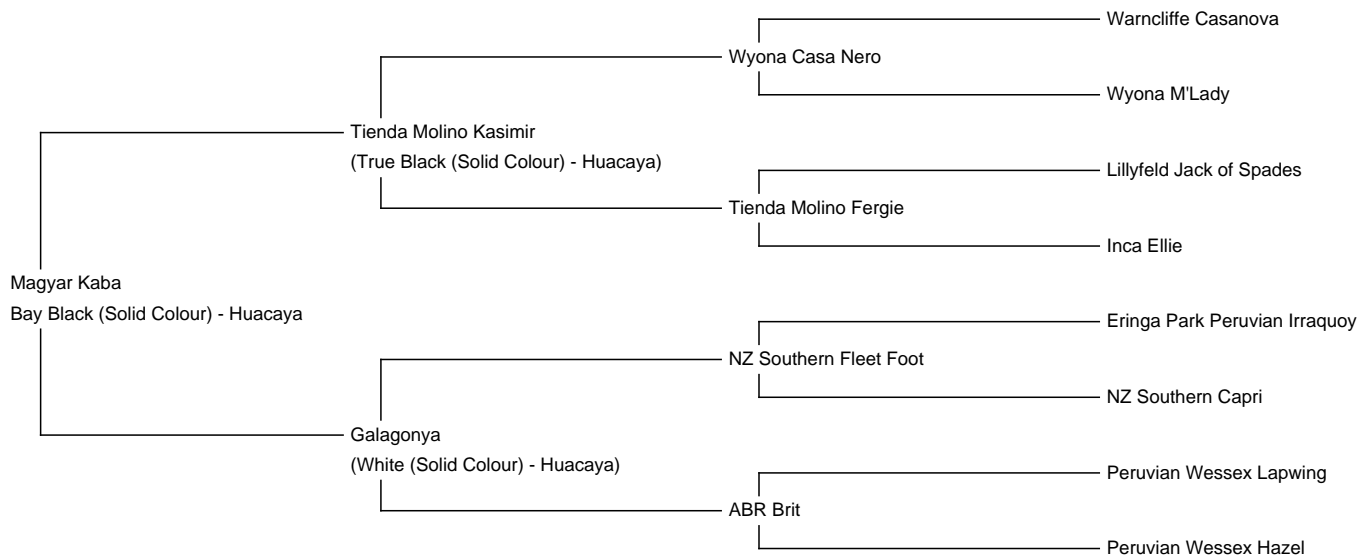 Warncliffe Casanova
Wyona Casa Nero
Wyona M'Lady
Tienda Molino Kasimir
(True Black (Solid Colour) - Huacaya)
Lillyfeld Jack of Spades
Tienda Molino Fergie
Inca Ellie
Magyar Kaba
Bay Black (Solid Colour) - Huacaya
Eringa Park Peruvian Irraquoy
NZ Southern Fleet Foot
NZ Southern Capri
Galagonya
(White (Solid Colour) - Huacaya)
Peruvian Wessex Lapwing
ABR Brit
Peruvian Wessex Hazel